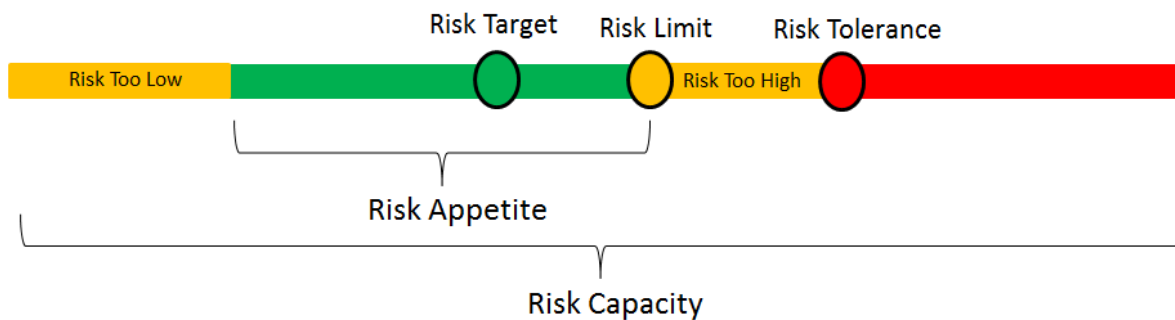 Risk Target
Risk Limit
Risk Tolerance
Risk Too Low
Risk Too High
Risk Appetite
Risk Capacity